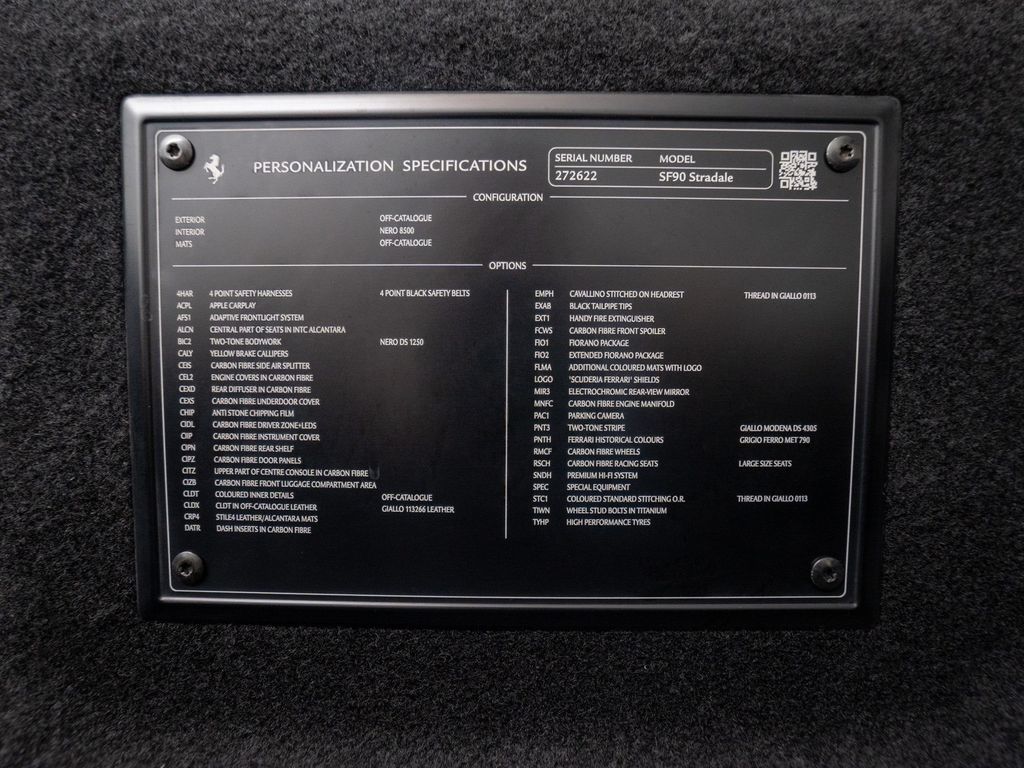 PERSONALIZATION SPECIFICATIONS
SERIAL NUMBER MODEL
272622 SF90 Stradale
CONFIGURATION
EXTERIOR OFF-CATALOGUE
INTERIOR NERO 8500
MATS OFF-CATALOGUE
OPTIONS
4HAR 4 POINT SAFETY HARNESSES 4 POINT BLACK SAFETY BELTS
ACPL APPLE CARPLAY
AFS1 ADAPTIVE FRONTLIGHT SYSTEM
ALCN CENTRAL PART OF SEATS IN INTC ALCANTARA
BIC2 TWO-TONE BODYWORK NERO DS 1250
CALY YELLOW BRAKE CALLIPERS
CEIS CARBON FIBRE SIDE AIR SPLITTER
CEL2 ENGINE COVERS IN CARBON FIBRE
CEXD REAR DIFFUSER IN CARBON FIBRE
CEXS CARBON FIBRE UNDERDOOR COVER
CHIP ANTI STONE CHIPPING FILM
CIDL CARBON FIBRE DRIVER ZONE+LEDS
CIIP CARBON FIBRE INSTRUMENT COVER
CIPN CARBON FIBRE REAR SHELF
CIPZ CARBON FIBRE DOOR PANELS
CITZ UPPER PART OF CENTRE CONSOLE IN CARBON FIBRE
CIZB CARBON FIBRE FRONT LUGGAGE COMPARTMENT AREA
CLDT COLOURED INNER DETAILS OFF-CATALOGUE
CLDX CLDT IN OFF-CATALOGUE LEATHER GIALLO 113266 LEATHER
CRP4 STILE4 LEATHER/ALCANTARA MATS
DATR DASH INSERTS IN CARBON FIBRE
EMPH CAVALLINO STITCHED ON HEADREST THREAD IN GIALLO 0113
EXAB BLACK TAILPIPE TIPS
EXT1 HANDY FIRE EXTINGUISHER
FCWS CARBON FIBRE FRONT SPOILER
FIO1 FIORANO PACKAGE
FIO2 EXTENDED FIORANO PACKAGE
FLMA ADDITIONAL COLOURED MATS WITH LOGO
LOGO 'SCUDERIA FERRARI' SHIELDS
MIR3 ELECTROCHROMIC REAR-VIEW MIRROR
MNFC CARBON FIBRE ENGINE MANIFOLD
PAC1 PARKING CAMERA
PNT3 TWO-TONE STRIPE GIALLO MODENA DS 4305
PNTH FERRARI HISTORICAL COLOURS GRIGIO FERRO MET 790
RMCF CARBON FIBRE WHEELS
RSCH CARBON FIBRE RACING SEATS LARGE SIZE SEATS
SNDH PREMIUM HI-FI SYSTEM
SPEC SPECIAL EQUIPMENT
STC1 COLOURED STANDARD STITCHING O.R. THREAD IN GIALLO 0113
TIWN WHEEL STUD BOLTS IN TITANIUM
TYHP HIGH PERFORMANCE TYRES